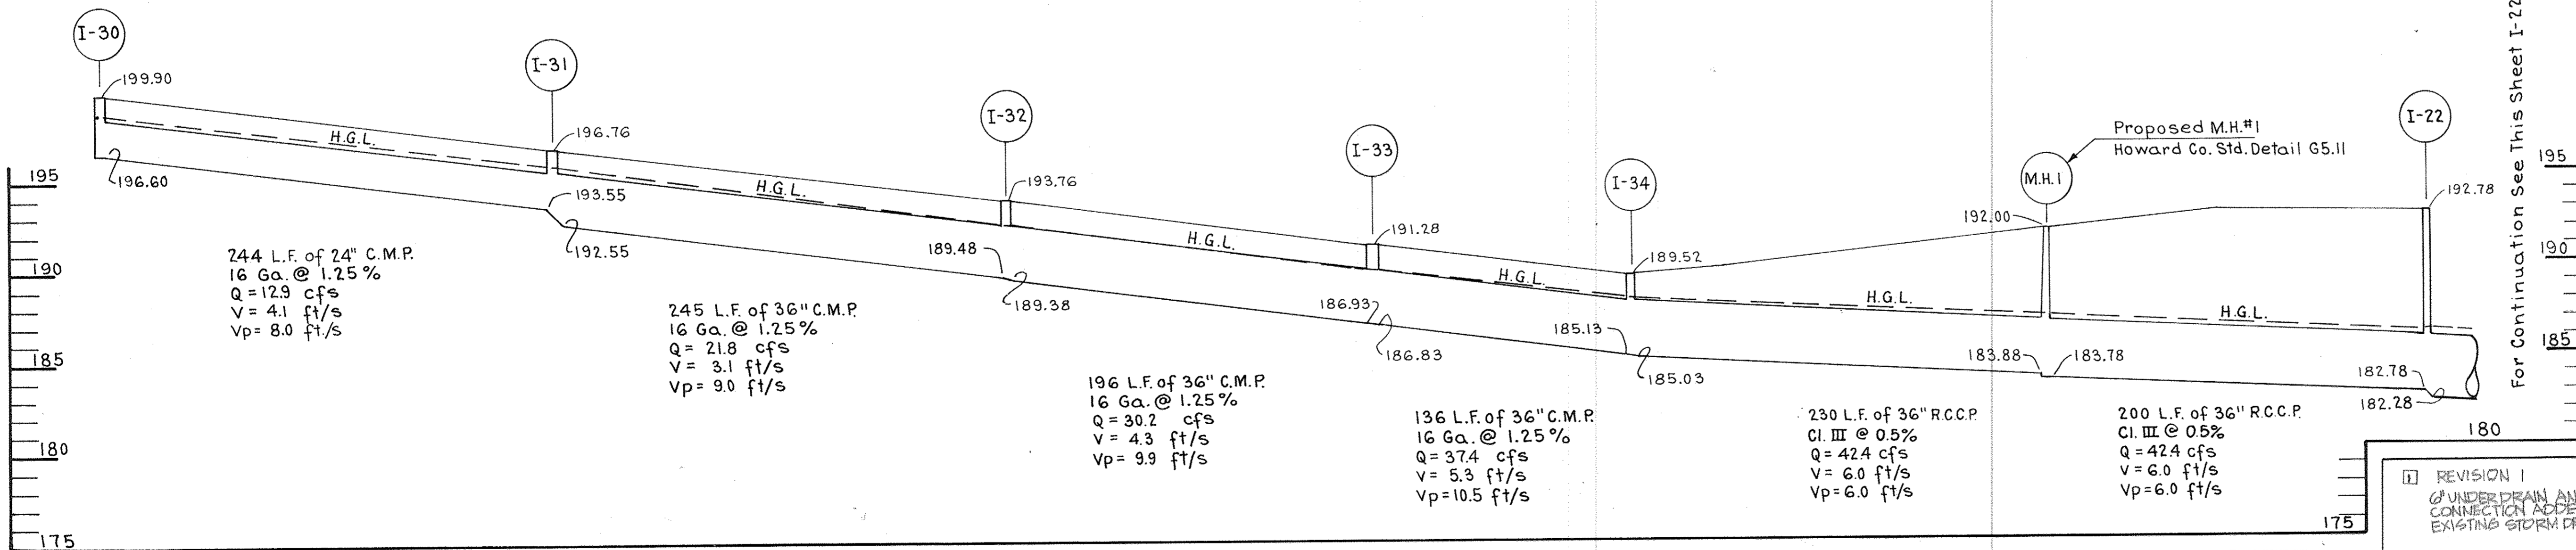 I-30
199.90
H.G.L.
196.60
I-31
196.76
193.55
192.55
H.G.L.
I-32
193.76
189.48
189.38
H.G.L.
I-33
191.28
186.93
186.83
H.G.L.
I-34
189.52
185.13
185.03
H.G.L.
M.H.1
Proposed M.H.#1
Howard Co. Std. Detail G5.11
192.00
183.88
183.78
H.G.L.
I-22
192.78
182.78
182.28
For Continuation See This Sheet I-22
195
190
185
180
175
244 L.F. of 24" C.M.P.
16 Ga. @ 1.25%
Q = 12.9 cfs
V = 4.1 ft/s
Vp = 8.0 ft/s
245 L.F. of 36" C.M.P.
16 Ga. @ 1.25%
Q = 21.8 cfs
V = 3.1 ft/s
Vp = 9.0 ft/s
196 L.F. of 36" C.M.P.
16 Ga. @ 1.25%
Q = 30.2 cfs
V = 4.3 ft/s
Vp = 9.9 ft/s
136 L.F. of 36" C.M.P.
16 Ga. @ 1.25%
Q = 37.4 cfs
V = 5.3 ft/s
Vp = 10.5 ft/s
230 L.F. of 36" R.C.C.P.
Cl. III @ 0.5%
Q = 42.4 cfs
V = 6.0 ft/s
Vp = 6.0 ft/s
200 L.F. of 36" R.C.C.P.
Cl. III @ 0.5%
Q = 42.4 cfs
V = 6.0 ft/s
Vp = 6.0 ft/s
195
190
185
180
175
1 REVISION 1
6" UNDERDRAIN AN
CONNECTION ADDE
EXISTING STORM DR